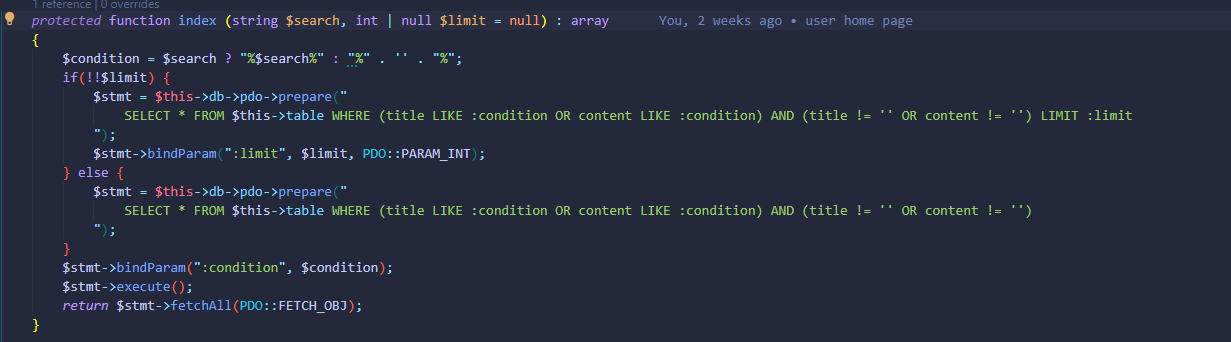 1 reference | 0 overrides
protected function index (string $search, int | null $limit = null) : array You, 2 weeks ago • user home page
{
$condition = $search ? "%$search%" : "%" . '' . "%";
if(!!$limit) {
$stmt = $this->db->pdo->prepare("
SELECT * FROM $this->table WHERE (title LIKE :condition OR content LIKE :condition) AND (title != '' OR content != '') LIMIT :limit
");
$stmt->bindParam(":limit", $limit, PDO::PARAM_INT);
} else {
$stmt = $this->db->pdo->prepare("
SELECT * FROM $this->table WHERE (title LIKE :condition OR content LIKE :condition) AND (title != '' OR content != '')
");
}
$stmt->bindParam(":condition", $condition);
$stmt->execute();
return $stmt->fetchAll(PDO::FETCH_OBJ);
}